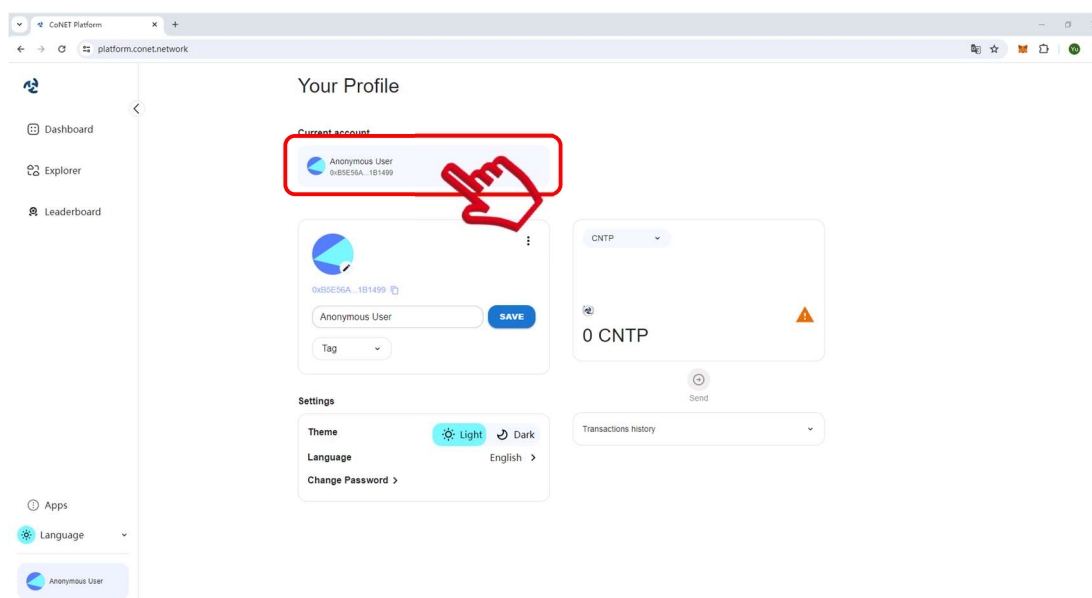 CoNET Platform
platform.conet.network
Yu
Your Profile
Dashboard
Explorer
Leaderboard
Current account
Anonymous User
0xB5E56A...1B1499
0xB5E56A...1B1499
Anonymous User
SAVE
Tag
CNTP
0 CNTP
Send
Transactions history
Settings
Theme
Light
Dark
Language
English
Change Password
Apps
Language
Anonymous User